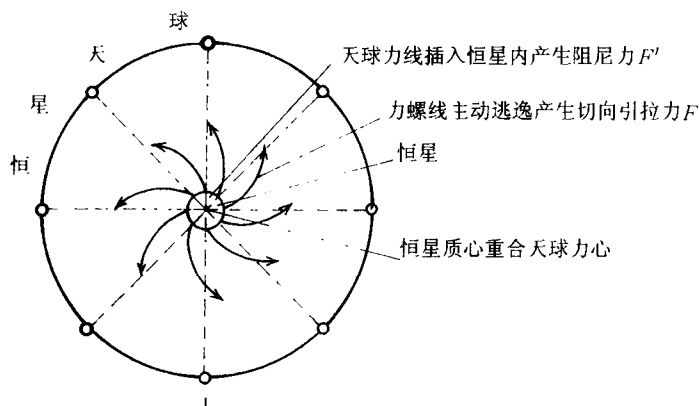 恒星天球
天球力线插入恒星内产生阻尼力F'
力螺线主动逃逸产生切向引拉力F
恒星
恒星质心重合天球力心